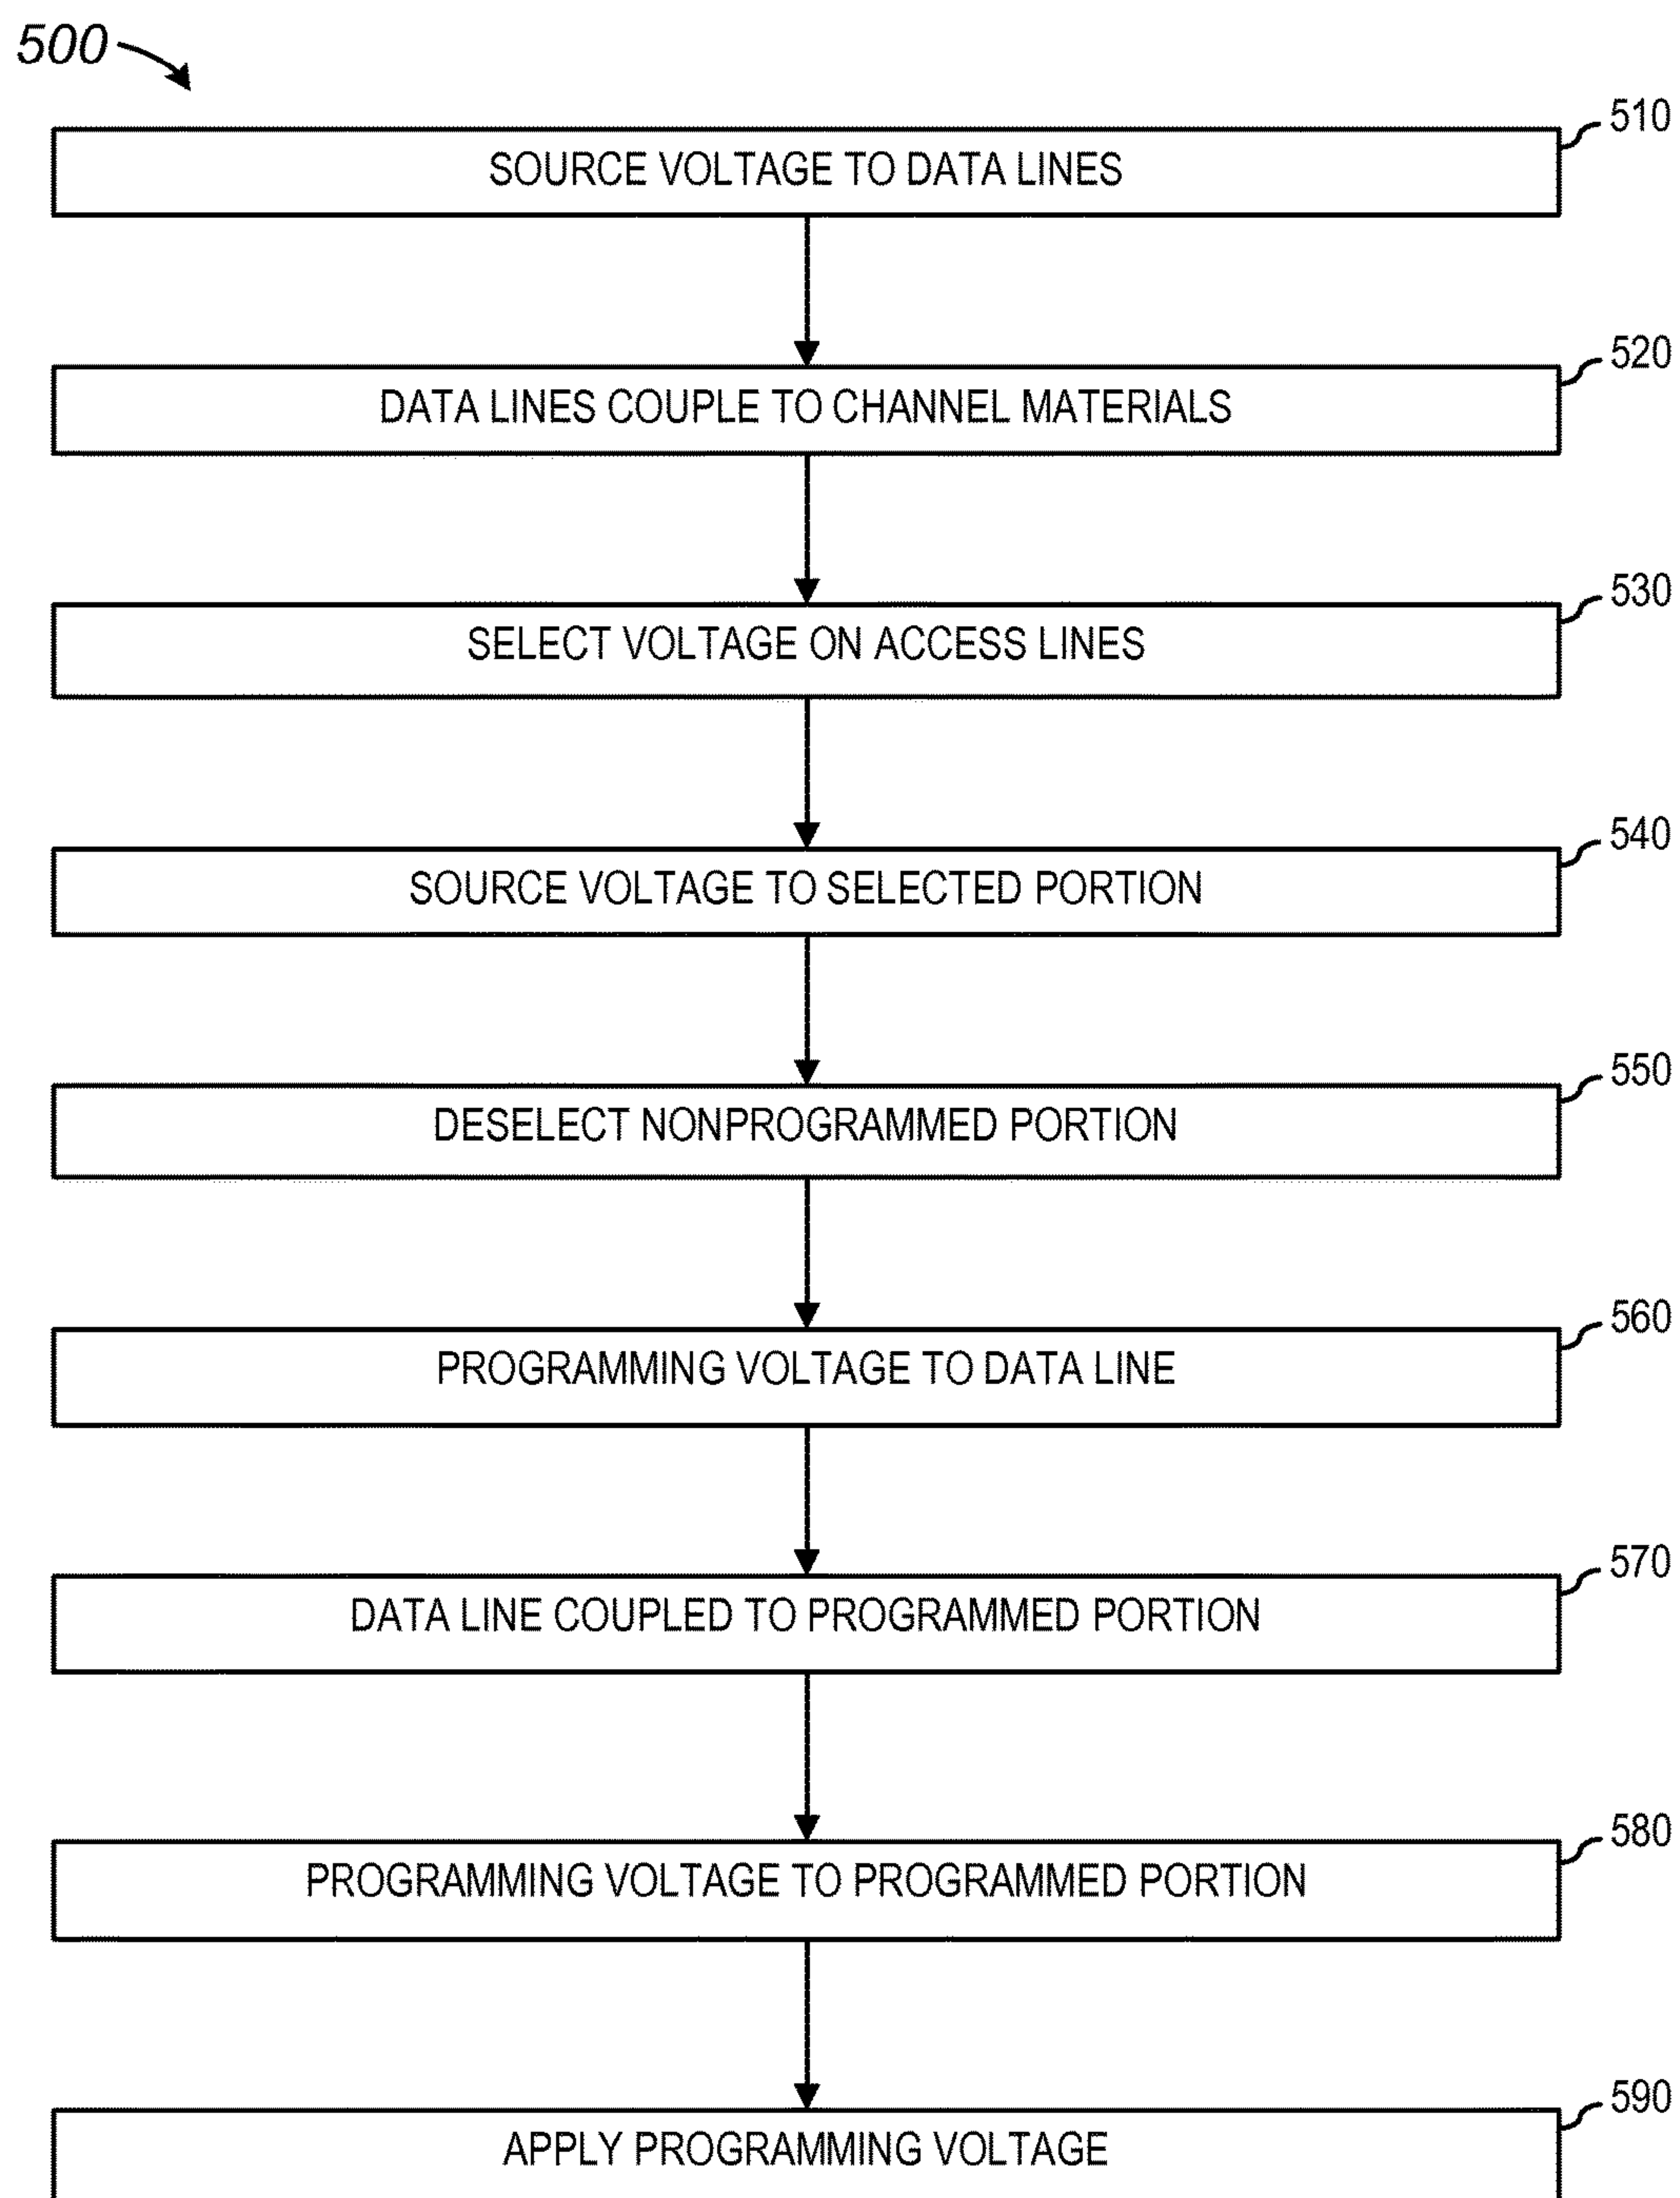 500
510
SOURCE VOLTAGE TO DATA LINES
520
DATA LINES COUPLE TO CHANNEL MATERIALS
530
SELECT VOLTAGE ON ACCESS LINES
540
SOURCE VOLTAGE TO SELECTED PORTION
550
DESELECT NONPROGRAMMED PORTION
560
PROGRAMMING VOLTAGE TO DATA LINE
570
DATA LINE COUPLED TO PROGRAMMED PORTION
580
PROGRAMMING VOLTAGE TO PROGRAMMED PORTION
590
APPLY PROGRAMMING VOLTAGE